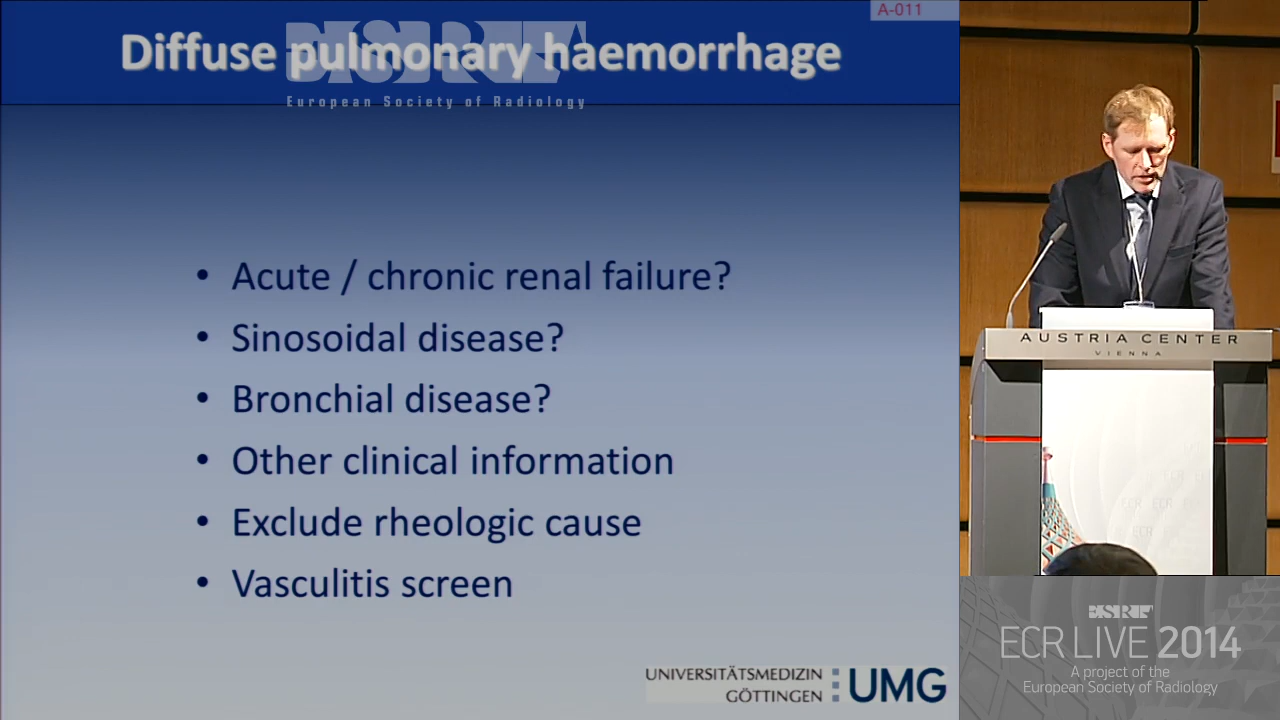 A-011
Diffuse pulmonary haemorrhage
ESR
European Society of Radiology
• Acute / chronic renal failure?
• Sinosoidal disease?
• Bronchial disease?
• Other clinical information
• Exclude rheologic cause
• Vasculitis screen
UNIVERSITÄTSMEDIZIN
GÖTTINGEN
UMG
AUSTRIA CENTER
VIENNA
ESR
ECR LIVE 2014
A project of the
European Society of Radiology